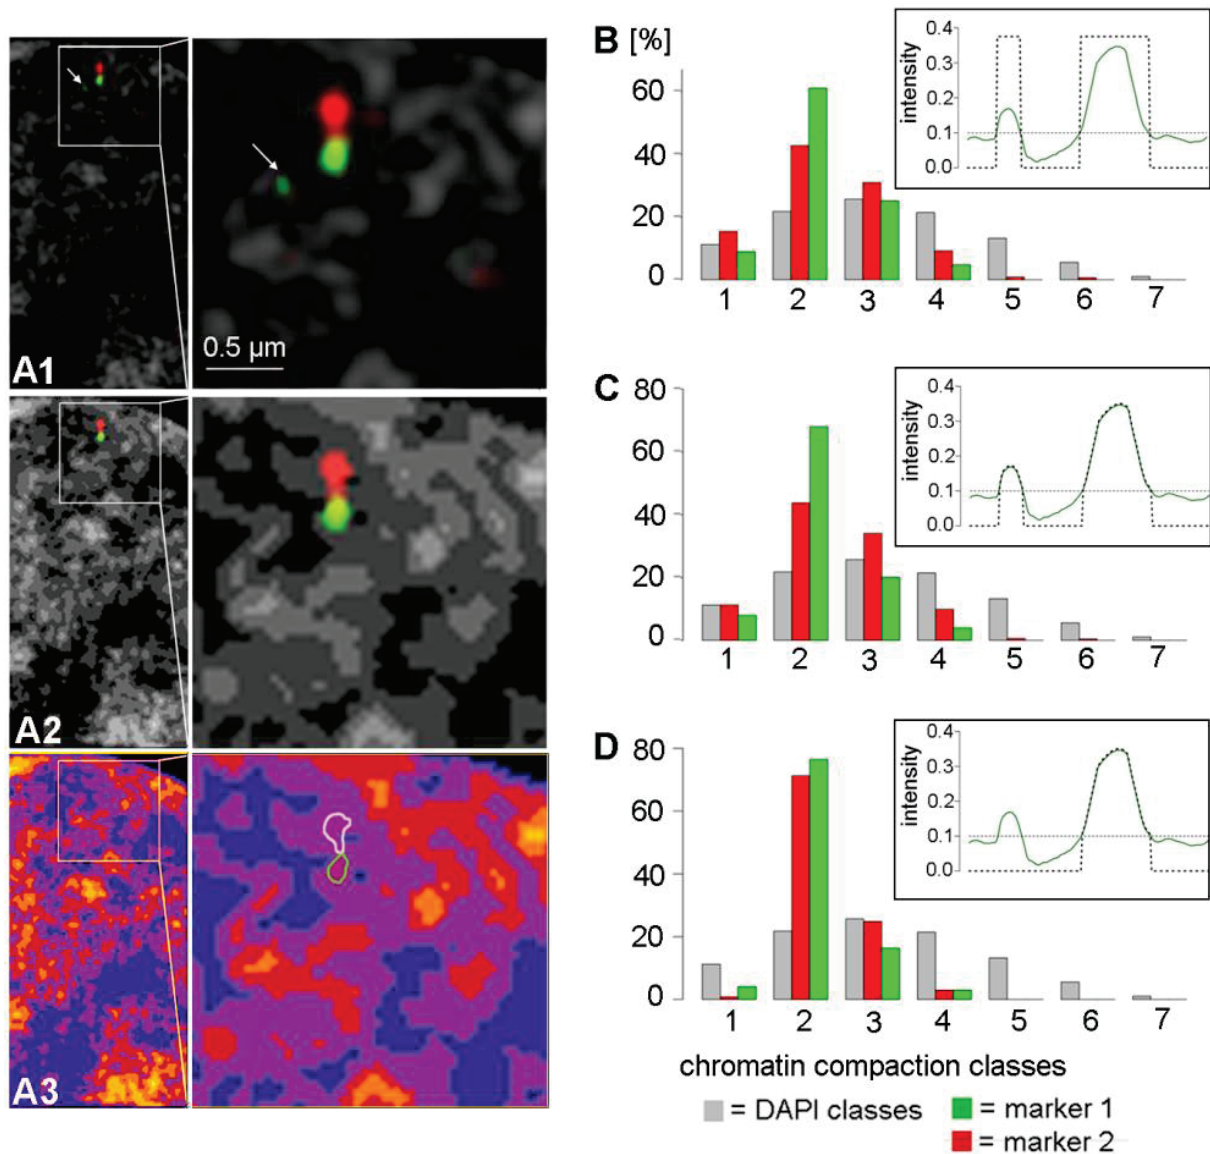 A1
0.5 µm
A2
A3
B [%]
60
40
20
0
1 2 3 4 5 6 7
intensity
0.4
0.3
0.2
0.1
0.0
C
80
60
40
20
0
1 2 3 4 5 6 7
intensity
0.4
0.3
0.2
0.1
0.0
D
80
60
40
20
0
1 2 3 4 5 6 7
intensity
0.4
0.3
0.2
0.1
0.0
chromatin compaction classes
= DAPI classes
= marker 1
= marker 2